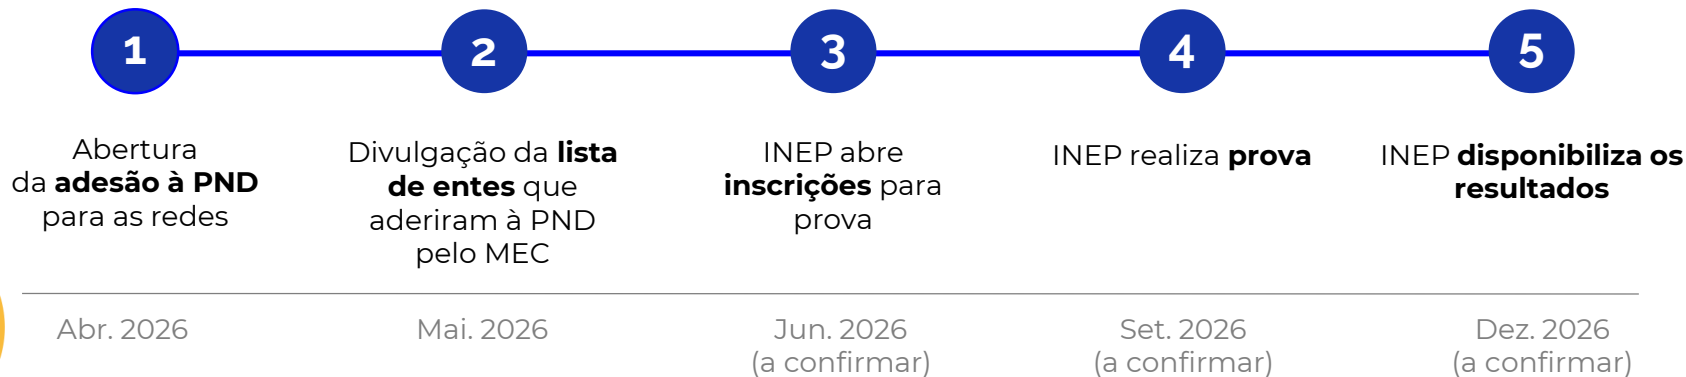 1
2
3
4
5
Abertura
da adesão à PND
para as redes
Divulgação da lista
de entes que
aderiram à PND
pelo MEC
INEP abre
inscrições para
prova
INEP realiza prova
INEP disponibiliza os
resultados
Abr. 2026
Mai. 2026
Jun. 2026
(a confirmar)
Set. 2026
(a confirmar)
Dez. 2026
(a confirmar)